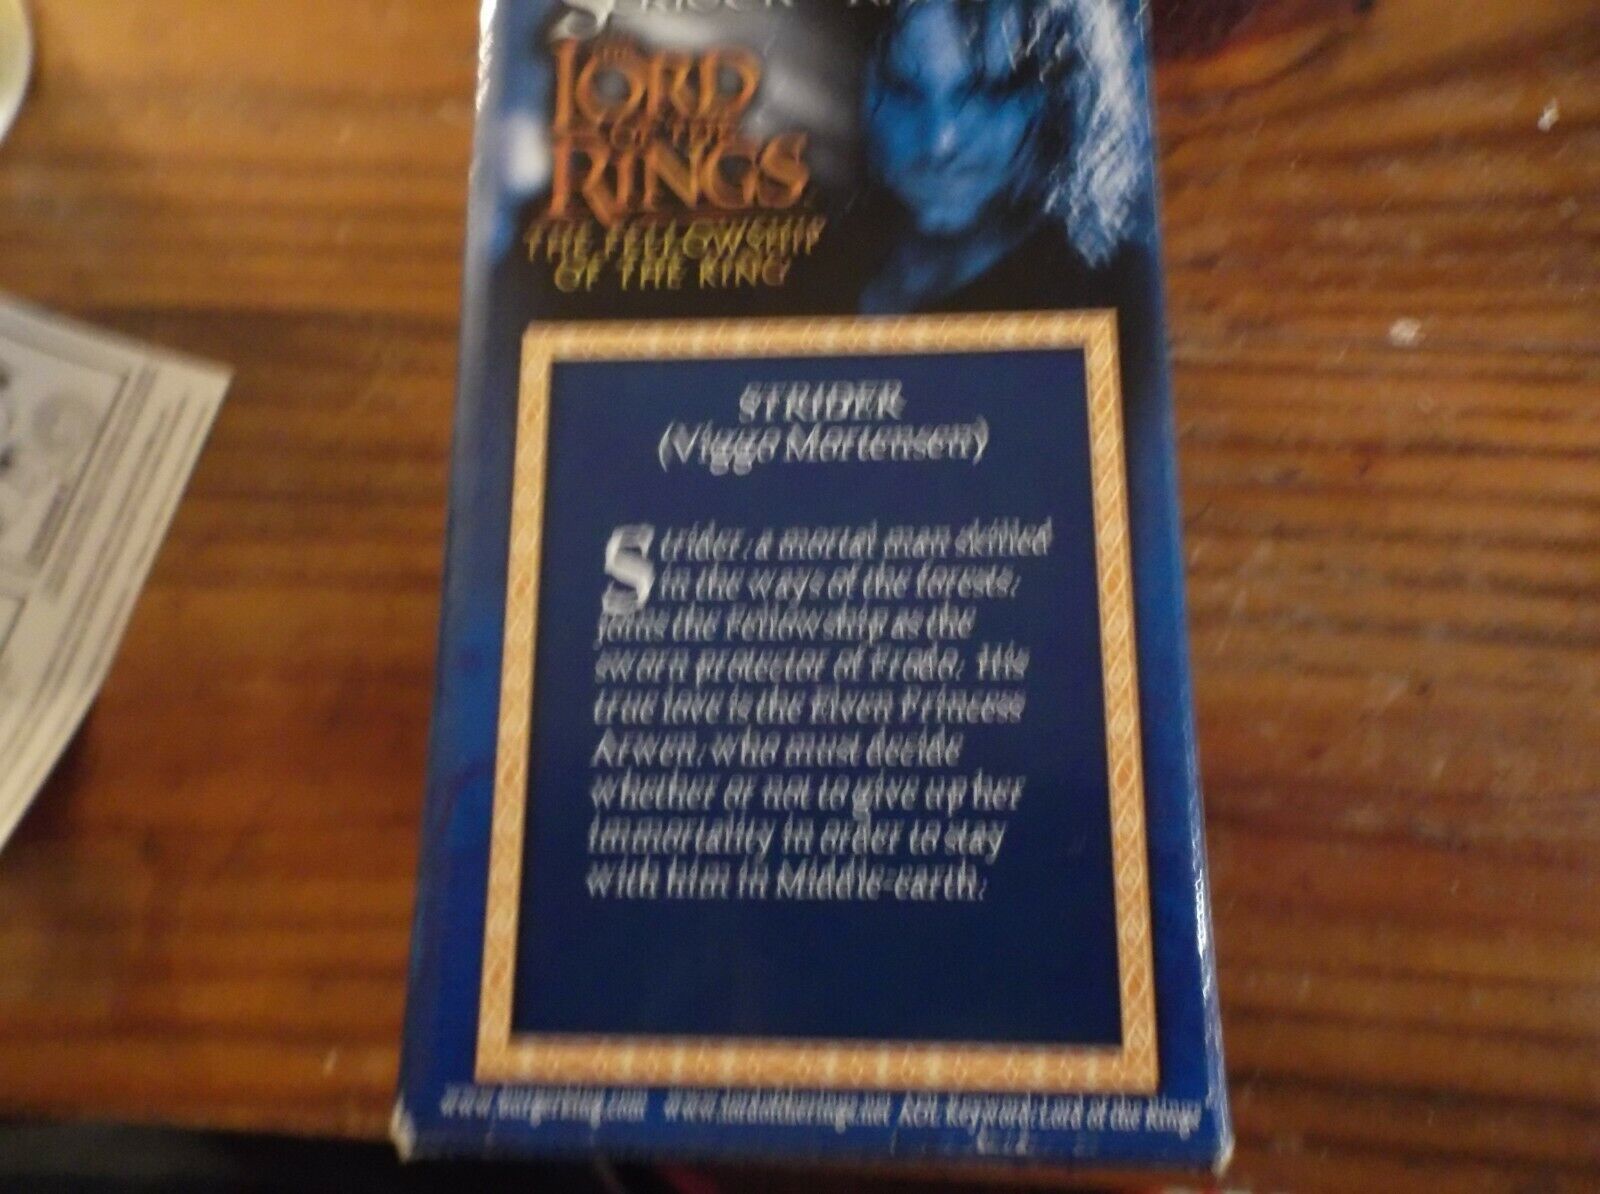 STRIDER
THE
LORD
OF THE
RINGS
THE FELLOWSHIP
OF THE RING
STRIDER
(Viggo Mortensen)
Strider, a mortal man skilled
in the ways of the forests,
joins the Fellowship as the
sworn protector of Frodo. His
true love is the Elven Princess
Arwen, who must decide
whether or not to give up her
immortality in order to stay
with him in Middle-earth.
www.burgerking.com www.lordoftherings.net AOL Keyword: Lord of the Rings